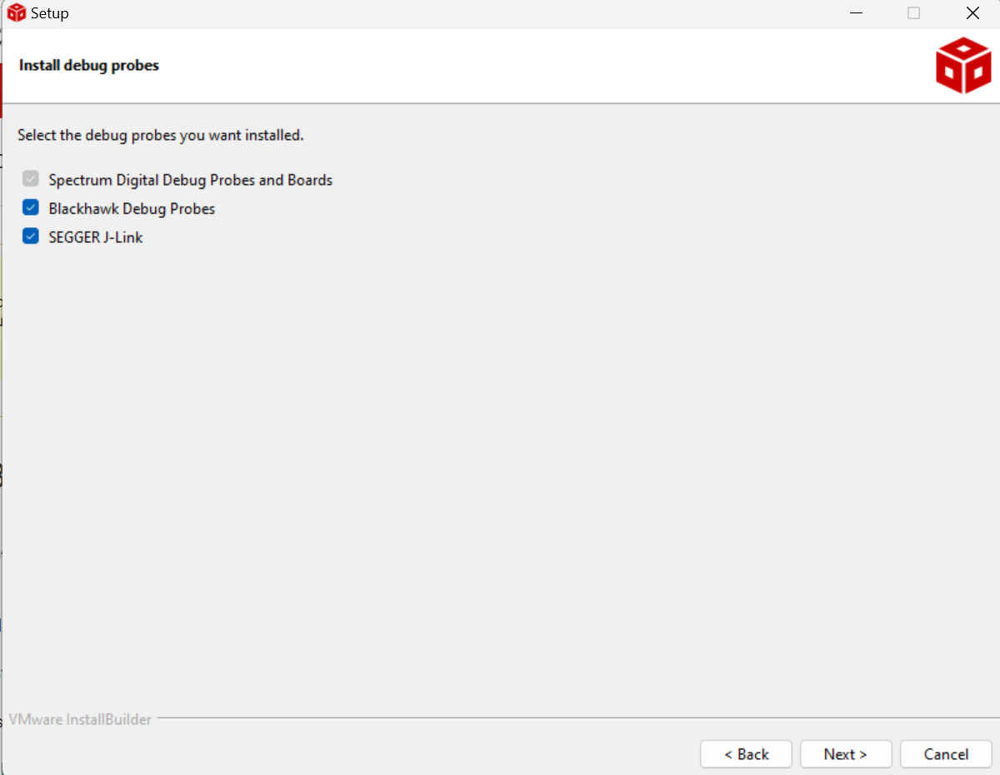 Setup
Install debug probes
Select the debug probes you want installed.
Spectrum Digital Debug Probes and Boards
Blackhawk Debug Probes
SEGGER J-Link
VMware InstallBuilder
< Back
Next >
Cancel